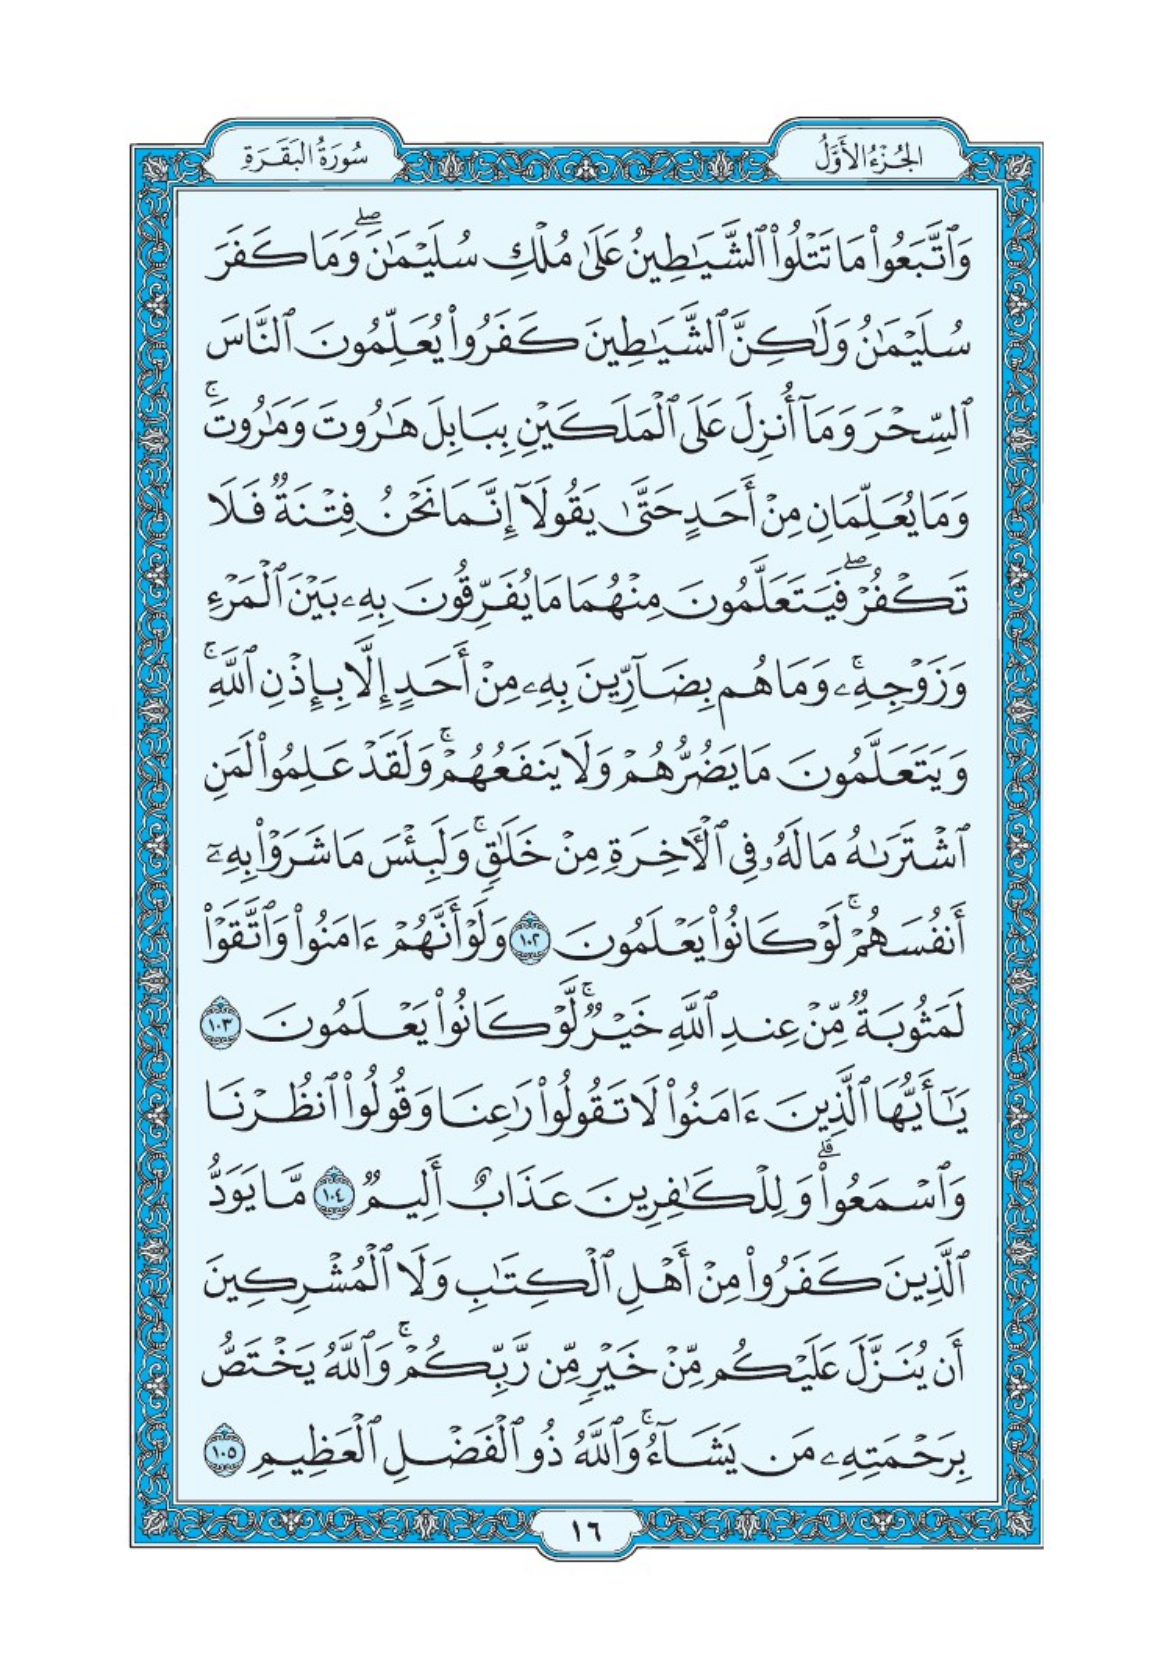 الجُزْءُ الأَوَّلُ
سُورَةُ البَقَرَةِ
وَٱتَّبَعُوا۟ مَا تَتْلُوا۟ ٱلشَّيَـٰطِينُ عَلَىٰ مُلْكِ سُلَيْمَـٰنَ ۖ وَمَا كَفَرَ
سُلَيْمَـٰنُ وَلَـٰكِنَّ ٱلشَّيَـٰطِينَ كَفَرُوا۟ يُعَلِّمُونَ ٱلنَّاسَ
ٱلسِّحْرَ وَمَآ أُنزِلَ عَلَى ٱلْمَلَكَيْنِ بِبَابِلَ هَـٰرُوتَ وَمَـٰرُوتَ ۚ
وَمَا يُعَلِّمَانِ مِنْ أَحَدٍ حَتَّىٰ يَقُولَآ إِنَّمَا نَحْنُ فِتْنَةٌ فَلَا
تَكْفُرْ ۖ فَيَتَعَلَّمُونَ مِنْهُمَا مَا يُفَرِّقُونَ بِهِۦ بَيْنَ ٱلْمَرْءِ
وَزَوْجِهِۦ ۚ وَمَا هُم بِضَآرِّينَ بِهِۦ مِنْ أَحَدٍ إِلَّا بِإِذْنِ ٱللَّهِ ۚ
وَيَتَعَلَّمُونَ مَا يَضُرُّهُمْ وَلَا يَنفَعُهُمْ ۚ وَلَقَدْ عَلِمُوا۟ لَمَنِ
ٱشْتَرَىٰهُ مَا لَهُۥ فِى ٱلْـَٔاخِرَةِ مِنْ خَلَـٰقٍ ۚ وَلَبِئْسَ مَا شَرَوْا۟ بِهِۦٓ
أَنفُسَهُمْ ۚ لَوْ كَانُوا۟ يَعْلَمُونَ ١٠٢ وَلَوْ أَنَّهُمْ ءَامَنُوا۟ وَٱتَّقَوْا۟
لَمَثُوبَةٌ مِّنْ عِندِ ٱللَّهِ خَيْرٌ ۚ لَّوْ كَانُوا۟ يَعْلَمُونَ ١٠٣
يَـٰٓأَيُّهَا ٱلَّذِينَ ءَامَنُوا۟ لَا تَقُولُوا۟ رَٰعِنَا وَقُولُوا۟ ٱنظُرْنَا
وَٱسْمَعُوا۟ ۗ وَلِلْكَـٰفِرِينَ عَذَابٌ أَلِيمٌ ١٠٤ مَّا يَوَدُّ
ٱلَّذِينَ كَفَرُوا۟ مِنْ أَهْلِ ٱلْكِتَـٰبِ وَلَا ٱلْمُشْرِكِينَ
أَن يُنَزَّلَ عَلَيْكُم مِّنْ خَيْرٍ مِّن رَّبِّكُمْ ۚ وَٱللَّهُ يَخْتَصُّ
بِرَحْمَتِهِۦ مَن يَشَآءُ ۚ وَٱللَّهُ ذُو ٱلْفَضْلِ ٱلْعَظِيمِ ١٠٥
١٦